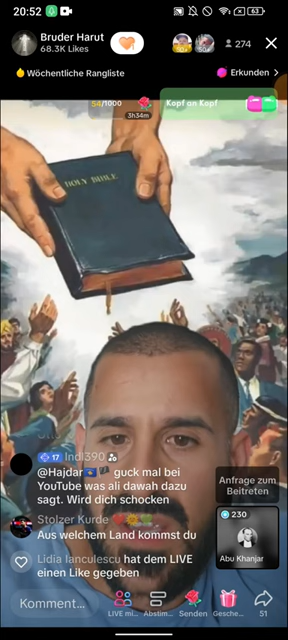 20:52
63
Bruder Harut
68.3K Likes
274
Wöchentliche Rangliste
Erkunden >
54/1000
3h34m
Kopf an Kopf
HOLY BIBLE
17 Indl390
@Hajdar guck mal bei
YouTube was ali dawah dazu
sagt. Wird dich schocken
Stolzer Kurde
Aus welchem Land kommst du
Lidia Ianculescu hat dem LIVE
einen Like gegeben
Anfrage zum
Beitreten
230
Abu Khanjar
Komment...
LIVE mi...
Abstim...
Senden
Gesche...
51